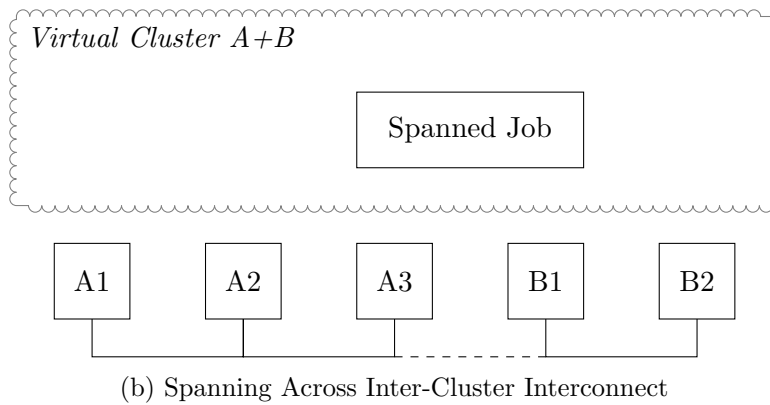 Virtual Cluster A+B
Spanned Job
A1 A2 A3 B1 B2
(b) Spanning Across Inter-Cluster Interconnect